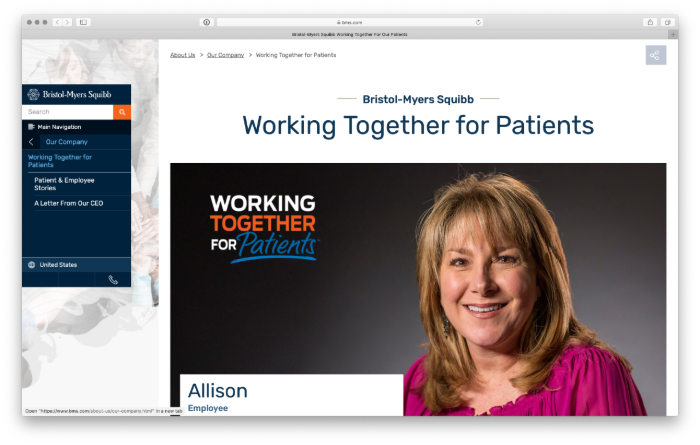 bms.com
Bristol-Myers Squibb Working Together For Our Patients
About Us > Our Company > Working Together for Patients
Bristol-Myers Squibb
Search
Main Navigation
Our Company
Working Together for
Patients
Patient & Employee
Stories
A Letter From Our CEO
United States
Bristol-Myers Squibb
Working Together for Patients
WORKING
TOGETHER
FOR Patients
Allison
Employee
Open "https://www.bms.com/about-us/our-company.html" in a new tab